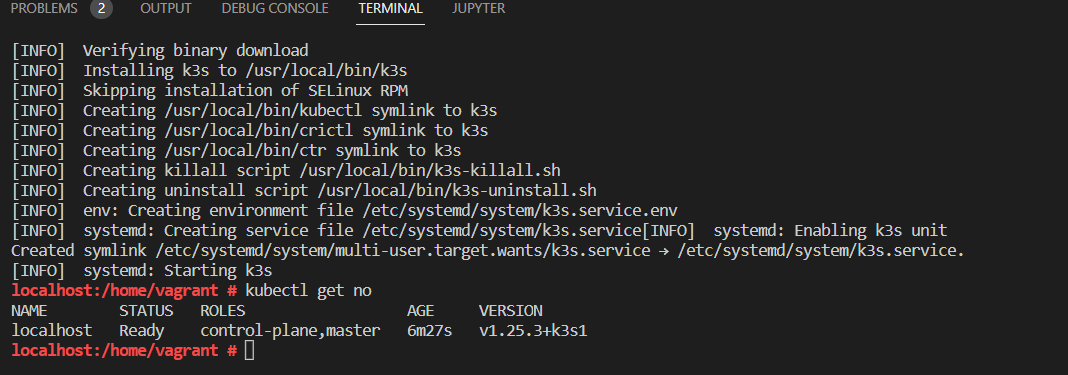 PROBLEMS 2 OUTPUT DEBUG CONSOLE TERMINAL JUPYTER
[INFO]  Verifying binary download
[INFO]  Installing k3s to /usr/local/bin/k3s
[INFO]  Skipping installation of SELinux RPM
[INFO]  Creating /usr/local/bin/kubectl symlink to k3s
[INFO]  Creating /usr/local/bin/crictl symlink to k3s
[INFO]  Creating /usr/local/bin/ctr symlink to k3s
[INFO]  Creating killall script /usr/local/bin/k3s-killall.sh
[INFO]  Creating uninstall script /usr/local/bin/k3s-uninstall.sh
[INFO]  env: Creating environment file /etc/systemd/system/k3s.service.env
[INFO]  systemd: Creating service file /etc/systemd/system/k3s.service[INFO]  systemd: Enabling k3s unit
Created symlink /etc/systemd/system/multi-user.target.wants/k3s.service → /etc/systemd/system/k3s.service.
[INFO]  systemd: Starting k3s
localhost:/home/vagrant # kubectl get no
NAME        STATUS   ROLES                  AGE     VERSION
localhost   Ready    control-plane,master   6m27s   v1.25.3+k3s1
localhost:/home/vagrant #